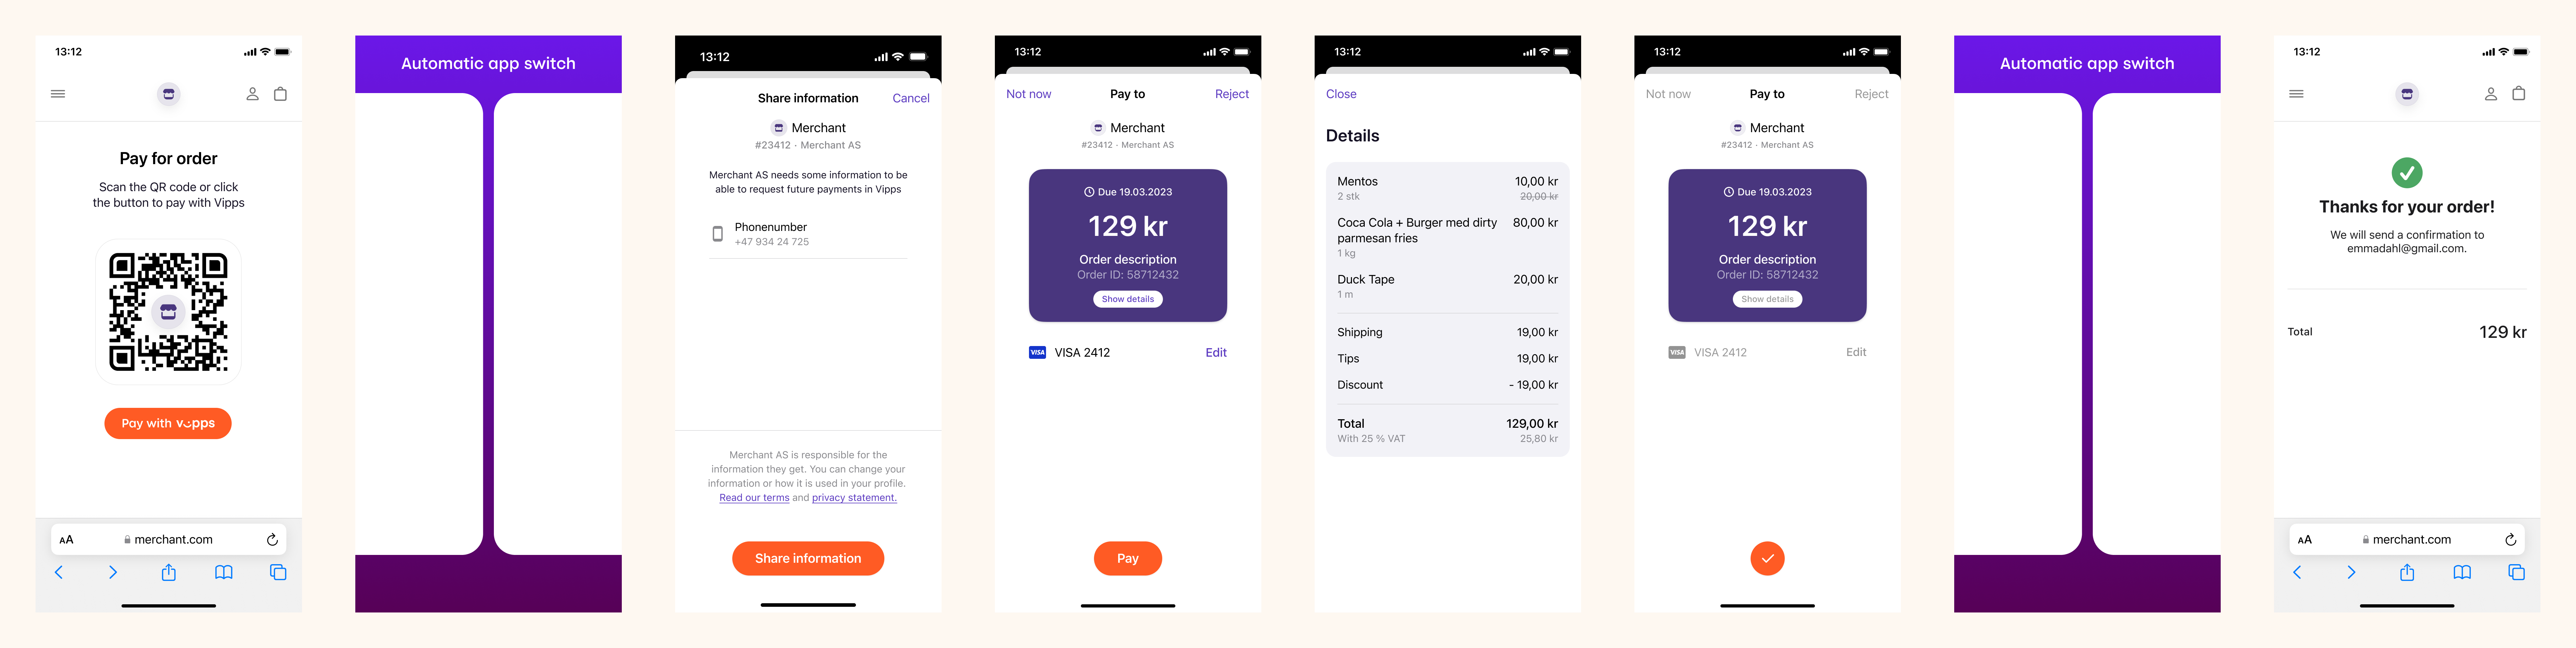 13:12
Pay for order
Scan the QR code or click
the button to pay with Vipps
Pay with vipps
AA
merchant.com
Automatic app switch
13:12
Share information
Cancel
Merchant
#23412 · Merchant AS
Merchant AS needs some information to be
able to request future payments in Vipps
Phonenumber
+47 934 24 725
Merchant AS is responsible for the
information they get. You can change your
information or how it is used in your profile.
Read our terms and privacy statement.
Share information
13:12
Not now
Pay to
Reject
Merchant
#23412 · Merchant AS
Due 19.03.2023
129 kr
Order description
Order ID: 58712432
Show details
VISA
VISA 2412
Edit
Pay
13:12
Close
Details
Mentos 10,00 kr
2 stk 20,00 kr
Coca Cola + Burger med dirty 80,00 kr
parmesan fries
1 kg
Duck Tape 20,00 kr
1 m
Shipping 19,00 kr
Tips 19,00 kr
Discount - 19,00 kr
Total 129,00 kr
With 25 % VAT 25,80 kr
13:12
Not now
Pay to
Reject
Merchant
#23412 · Merchant AS
Due 19.03.2023
129 kr
Order description
Order ID: 58712432
Show details
VISA
VISA 2412
Edit
Automatic app switch
13:12
Thanks for your order!
We will send a confirmation to
emmadahl@gmail.com.
Total 129 kr
AA
merchant.com